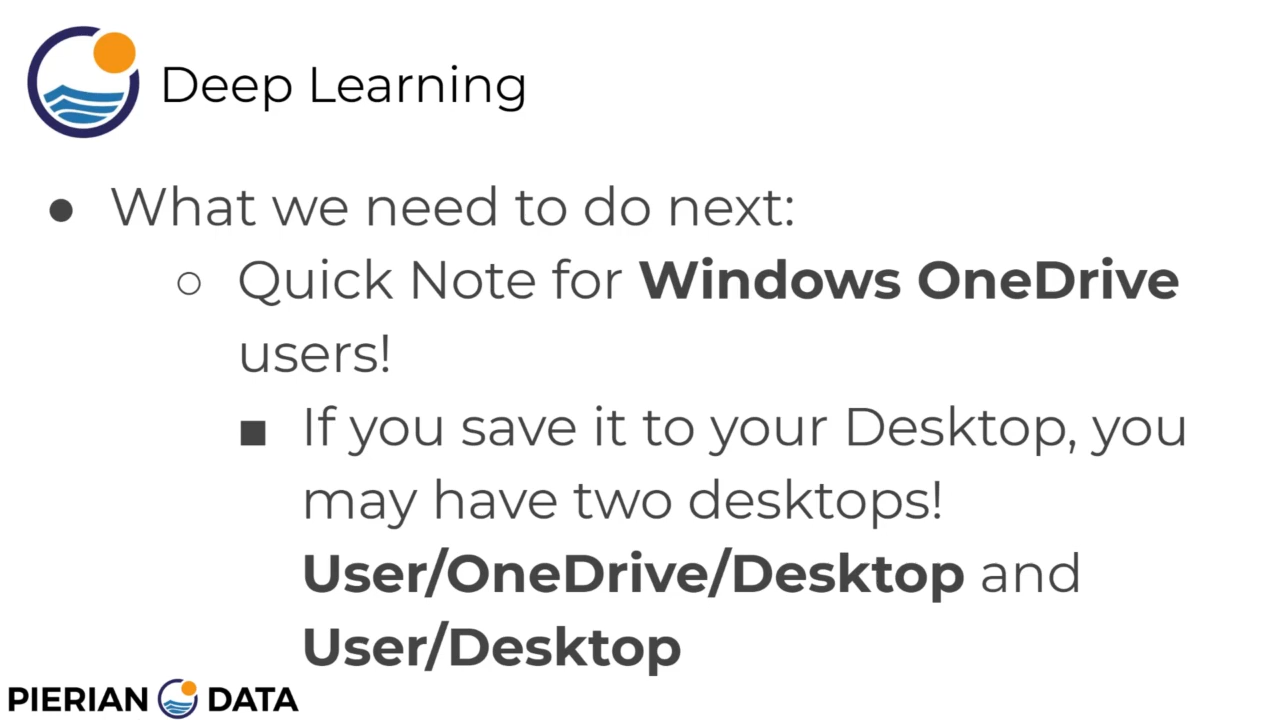 Deep Learning
● What we need to do next:
○ Quick Note for Windows OneDrive
users!
■ If you save it to your Desktop, you
may have two desktops!
User/OneDrive/Desktop and
User/Desktop
PIERIAN DATA